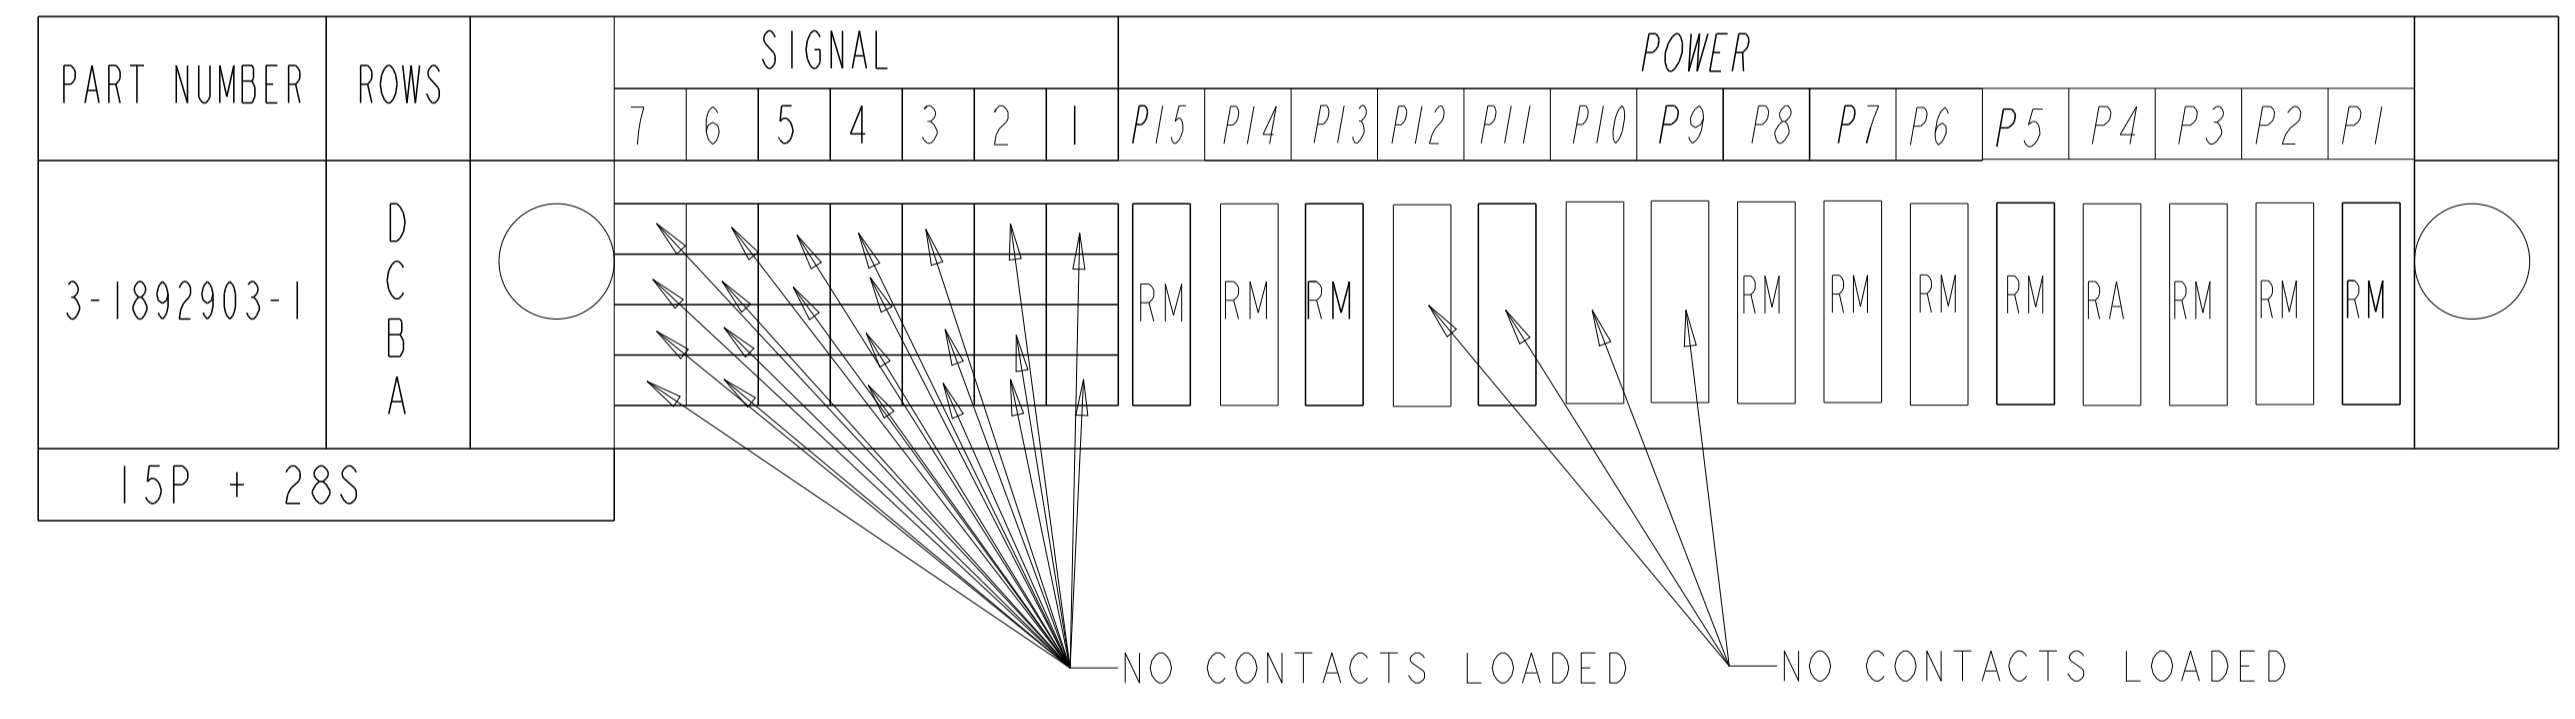 PART NUMBER ROWS SIGNAL POWER
7 6 5 4 3 2 1 P15 P14 P13 P12 P11 P10 P9 P8 P7 P6 P5 P4 P3 P2 P1
D
C
3-1892903-1 RM RM RM RM RM RM RM RA RM RM RM
B
A
15P + 28S
NO CONTACTS LOADED NO CONTACTS LOADED